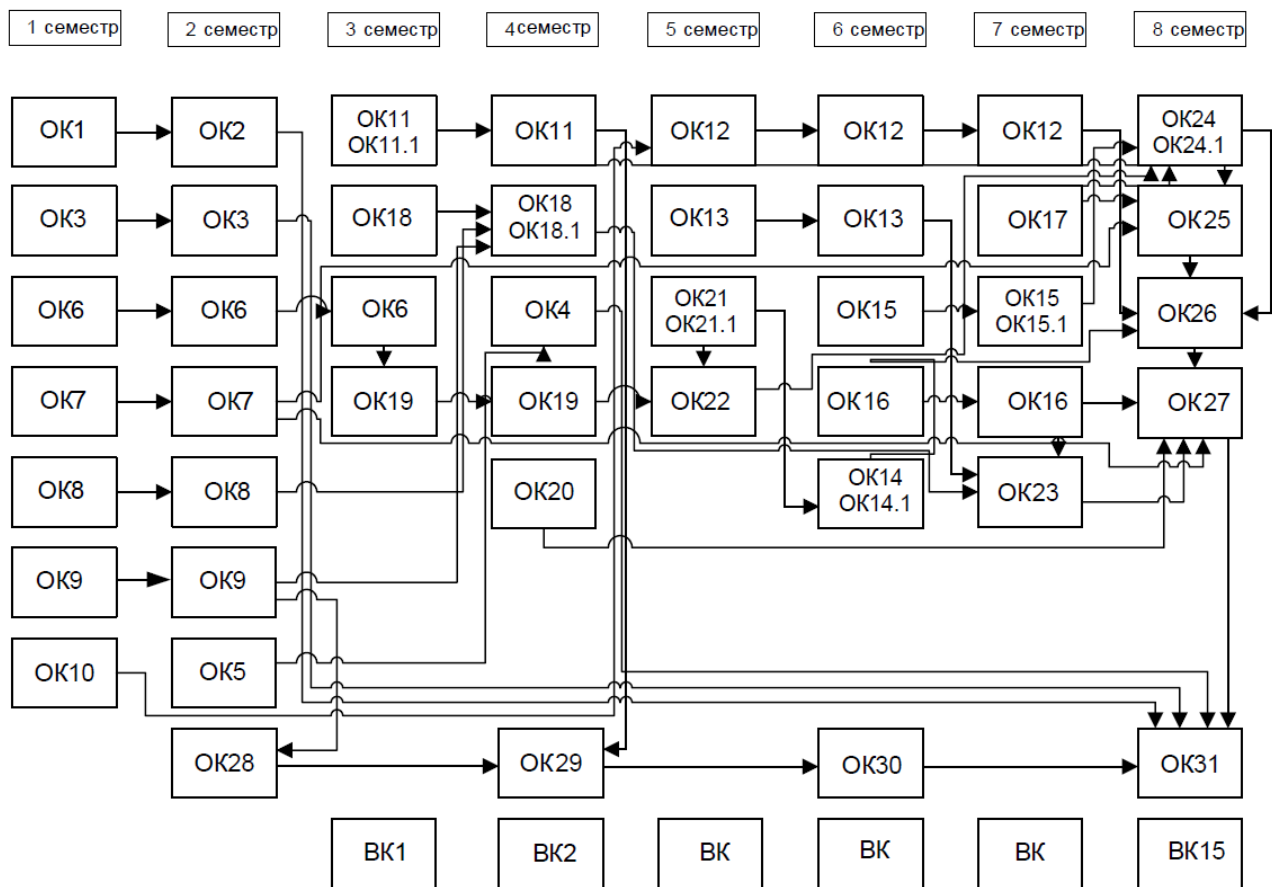 1 семестр
2 семестр
3 семестр
4семестр
5 семестр
6 семестр
7 семестр
8 семестр
ОК1
ОК2
ОК11
ОК11.1
ОК11
ОК12
ОК12
ОК12
ОК24
ОК24.1
ОК3
ОК3
ОК18
ОК18
ОК18.1
ОК13
ОК13
ОК17
ОК25
ОК6
ОК6
ОК6
ОК4
ОК21
ОК21.1
ОК15
ОК15
ОК15.1
ОК26
ОК7
ОК7
ОК19
ОК19
ОК22
ОК16
ОК16
ОК27
ОК8
ОК8
ОК20
ОК14
ОК14.1
ОК23
ОК9
ОК9
ОК10
ОК5
ОК28
ОК29
ОК30
ОК31
ВК1
ВК2
ВК
ВК
ВК
ВК15